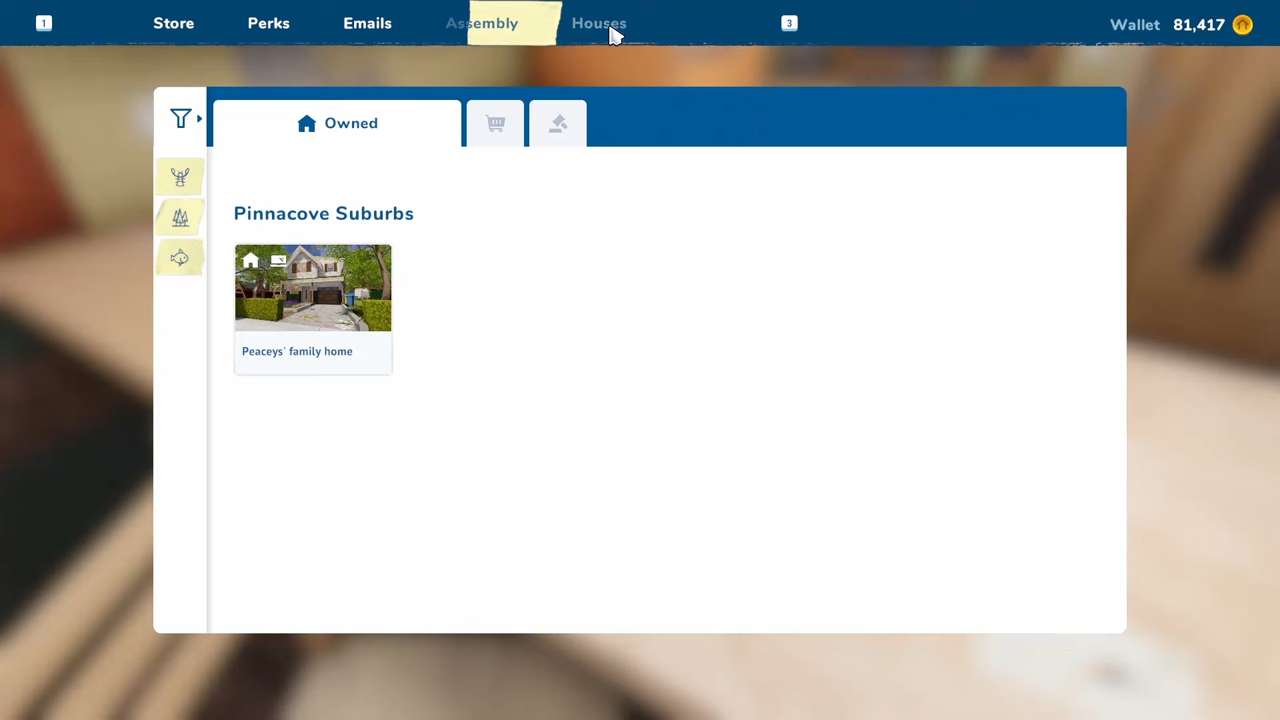 1 Store Perks Emails Assembly Houses 3 Wallet 81,417
Owned
Pinnacove Suburbs
Peaceys' family home